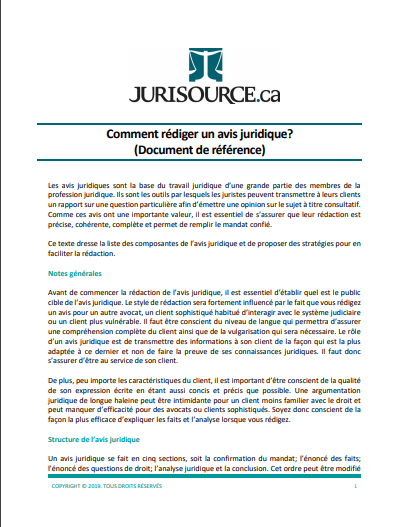 JURISOURCE.ca
Comment rédiger un avis juridique?
(Document de référence)
Les avis juridiques sont la base du travail juridique d'une grande partie des membres de la
profession juridique. Ils sont les outils par lesquels les juristes peuvent transmettre à leurs clients
un rapport sur une question particulière afin d'émettre une opinion sur le sujet à titre consultatif.
Comme ces avis ont une importante valeur, il est essentiel de s'assurer que leur rédaction est
précise, cohérente, complète et permet de remplir le mandat confié.
Ce texte dresse la liste des composantes de l'avis juridique et de proposer des stratégies pour en
faciliter la rédaction.
Notes générales
Avant de commencer la rédaction de l'avis juridique, il est essentiel d'établir quel est le public
cible de l'avis juridique. Le style de rédaction sera fortement influencé par le fait que vous rédigez
un avis pour un autre avocat, un client sophistiqué habitué d'interagir avec le système judiciaire
ou un client plus vulnérable. Il faut être conscient du niveau de langue qui permettra d'assurer
une compréhension complète du client ainsi que de la vulgarisation qui sera nécessaire. Le rôle
d'un avis juridique est de transmettre des informations à son client de la façon qui est la plus
adaptée à ce dernier et non de faire la preuve de ses connaissances juridiques. Il faut donc
s'assurer d'être au service de son client.
De plus, peu importe les caractéristiques du client, il est important d'être conscient de la qualité
de son expression écrite en étant aussi concis et précis que possible. Une argumentation
juridique de longue haleine peut être intimidante pour un client moins familier avec le droit et
peut manquer d'efficacité pour des avocats ou clients sophistiqués. Soyez donc conscient de la
façon la plus efficace d'expliquer les faits et l'analyse lorsque vous rédigez.
Structure de l'avis juridique
Un avis juridique se fait en cinq sections, soit la confirmation du mandat; l'énoncé des faits;
l'énoncé des questions de droit; l'analyse juridique et la conclusion. Cet ordre peut être modifié
COPYRIGHT © 2019. TOUS DROITS RÉSERVÉS 1